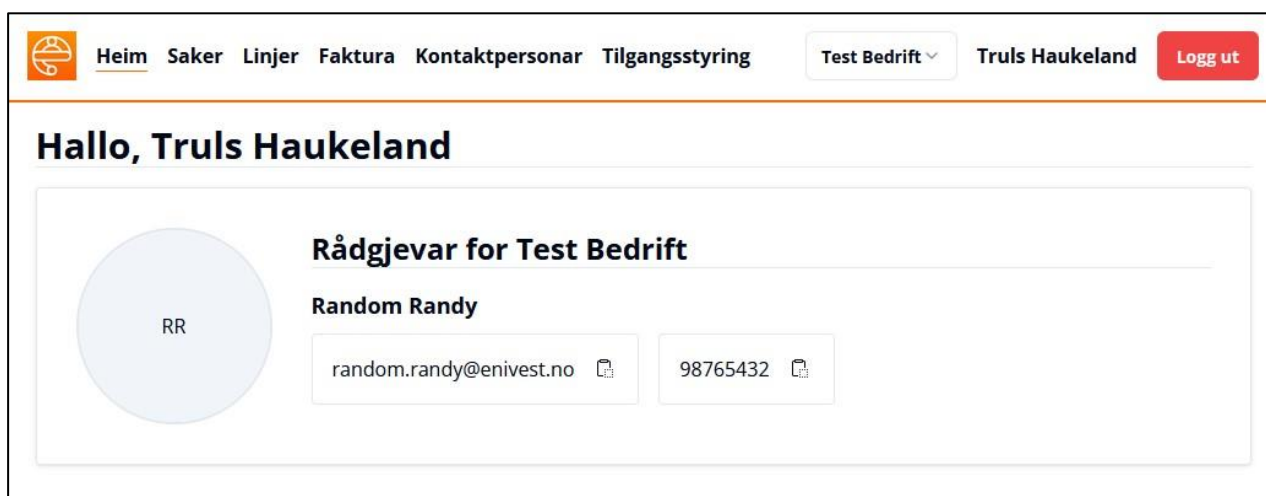 Heim Saker Linjer Faktura Kontaktpersonar Tilgangsstyring Test Bedrift Truls Haukeland Logg ut
Hallo, Truls Haukeland
Rådgjevar for Test Bedrift
Random Randy
RR
random.randy@enivest.no 98765432